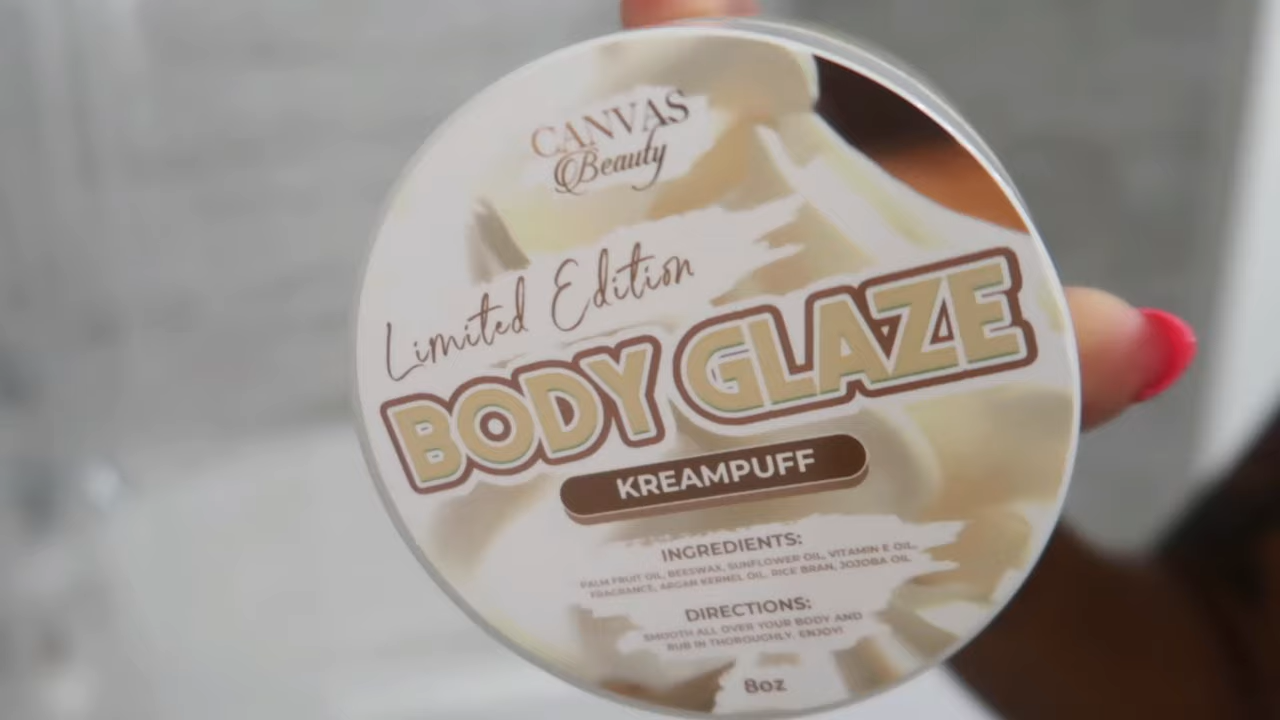 CANVAS
Beauty
Limited Edition
BODY GLAZE
KREAMPUFF
INGREDIENTS:
PALM FRUIT OIL, BEESWAX, SUNFLOWER OIL, VITAMIN E OIL,
FRAGRANCE, ARGAN KERNEL OIL, RICE BRAN, JOJOBA OIL
DIRECTIONS:
SMOOTH ALL OVER YOUR BODY AND
RUB IN THOROUGHLY. ENJOY!
8oz